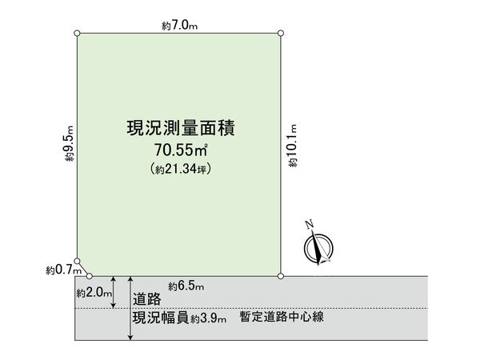 約7.0m
約9.5m
現況測量面積
70.55㎡
(約21.34坪)
約10.1m
N
約0.7m
約6.5m
約2.0m
道路
現況幅員約3.9m
暫定道路中心線